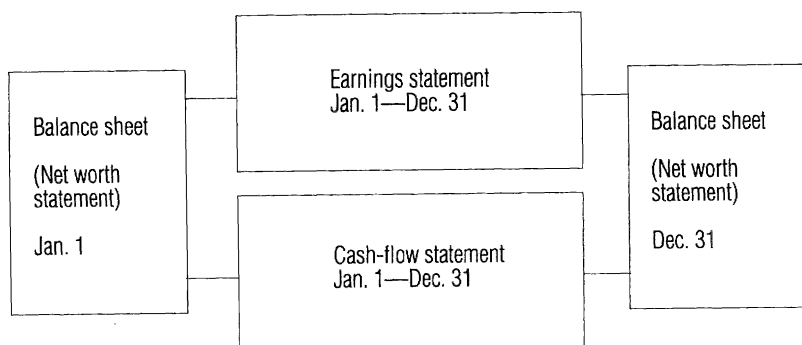 Balance sheet
(Net worth
statement)
Jan. 1
Earnings statement
Jan. 1—Dec. 31
Cash-flow statement
Jan. 1—Dec. 31
Balance sheet
(Net worth
statement)
Dec. 31